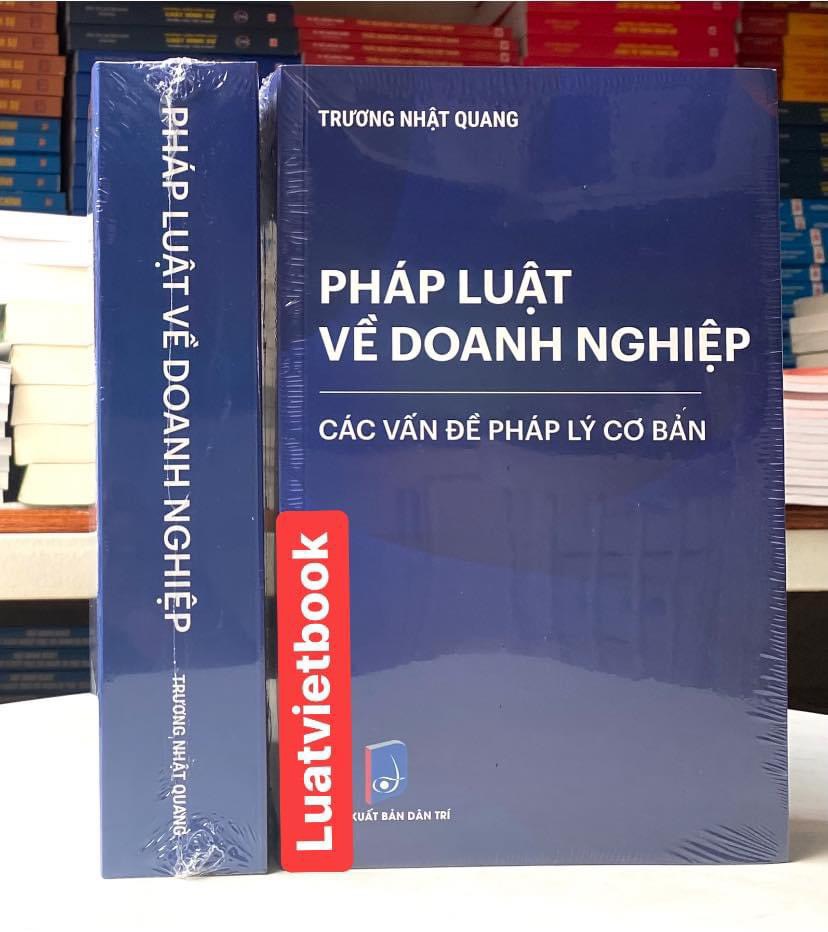 PHÁP LUẬT VỀ DOANH NGHIỆP
TRƯƠNG NHẬT QUANG
TRƯƠNG NHẬT QUANG
PHÁP LUẬT
VỀ DOANH NGHIỆP
CÁC VẤN ĐỀ PHÁP LÝ CƠ BẢN
Luatvietbook
XUẤT BẢN DÂN TRÍ